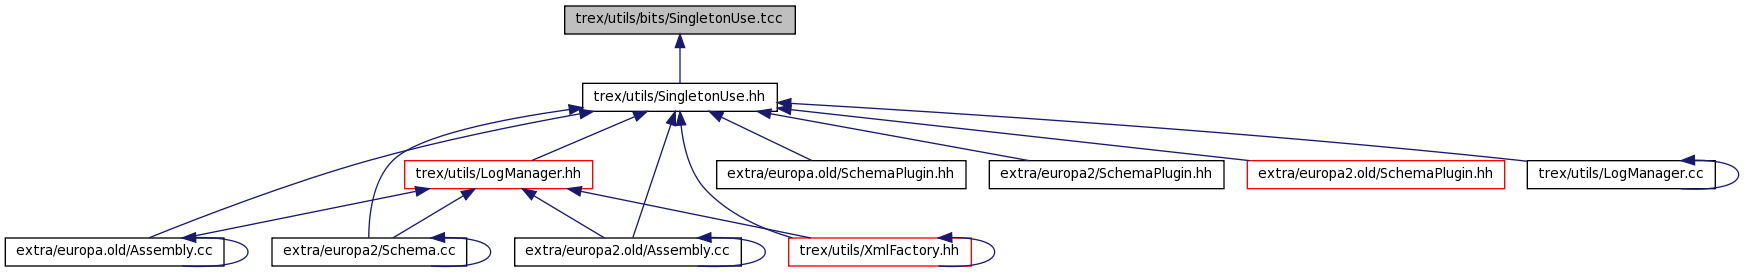 trex/utils/bits/SingletonUse.tcc
trex/utils/SingletonUse.hh
trex/utils/LogManager.hh
extra/europa.old/SchemaPlugin.hh
extra/europa2/SchemaPlugin.hh
extra/europa2.old/SchemaPlugin.hh
trex/utils/LogManager.cc
extra/europa.old/Assembly.cc
extra/europa2/Schema.cc
extra/europa2.old/Assembly.cc
trex/utils/XmlFactory.hh